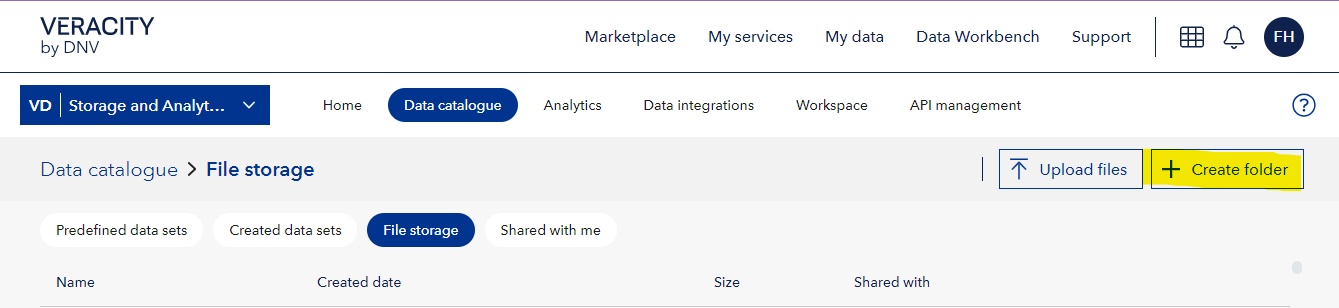 VERACITY
by DNV
Marketplace My services My data Data Workbench Support FH
VD Storage and Analyt... Home Data catalogue Analytics Data integrations Workspace API management ?
Data catalogue > File storage Upload files + Create folder
Predefined data sets Created data sets File storage Shared with me
Name Created date Size Shared with